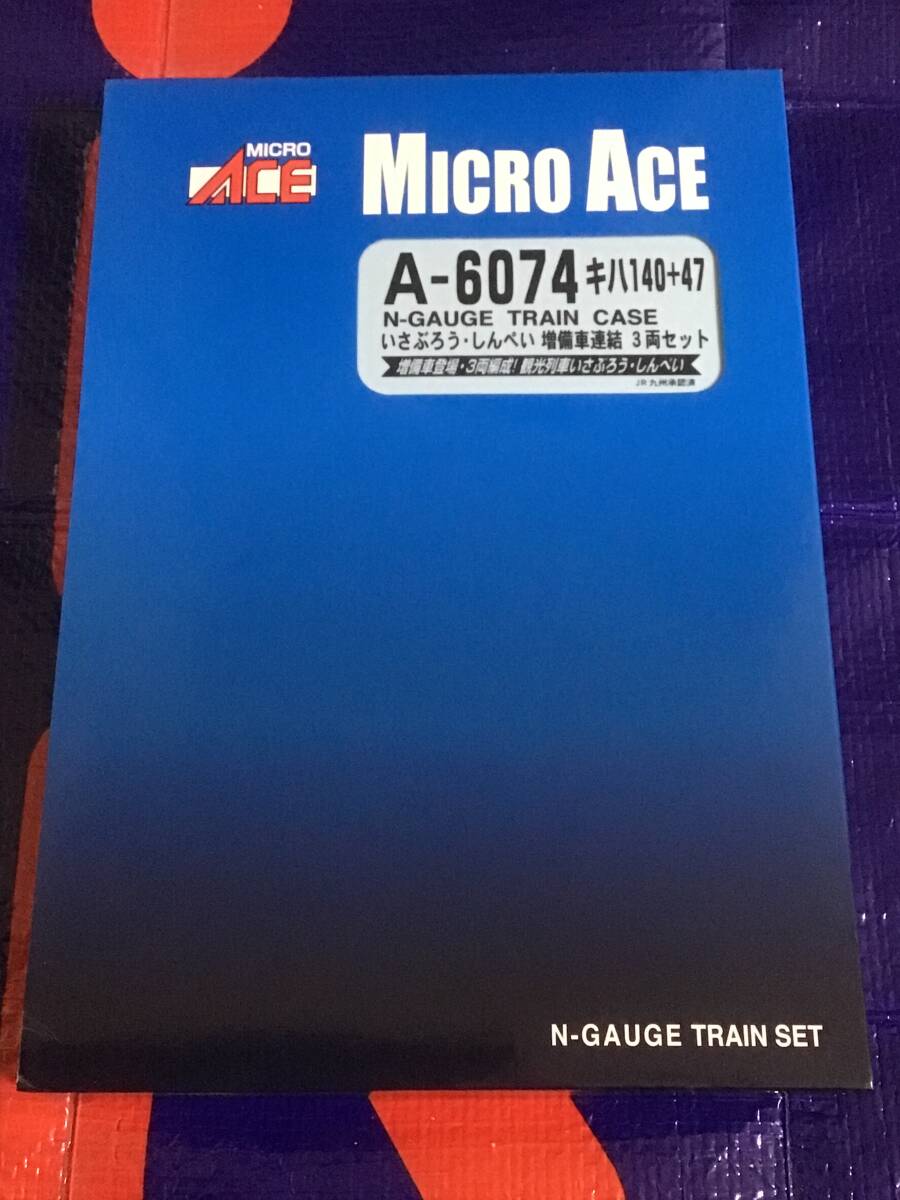 MICRO
ACE
MICRO ACE
A-6074 キハ140+47
N-GAUGE TRAIN CASE
いさぶろう・しんぺい 増備車連結 3両セット
増備車登場・3両編成!観光列車いさぶろう・しんぺい
JR九州承認済
N-GAUGE TRAIN SET